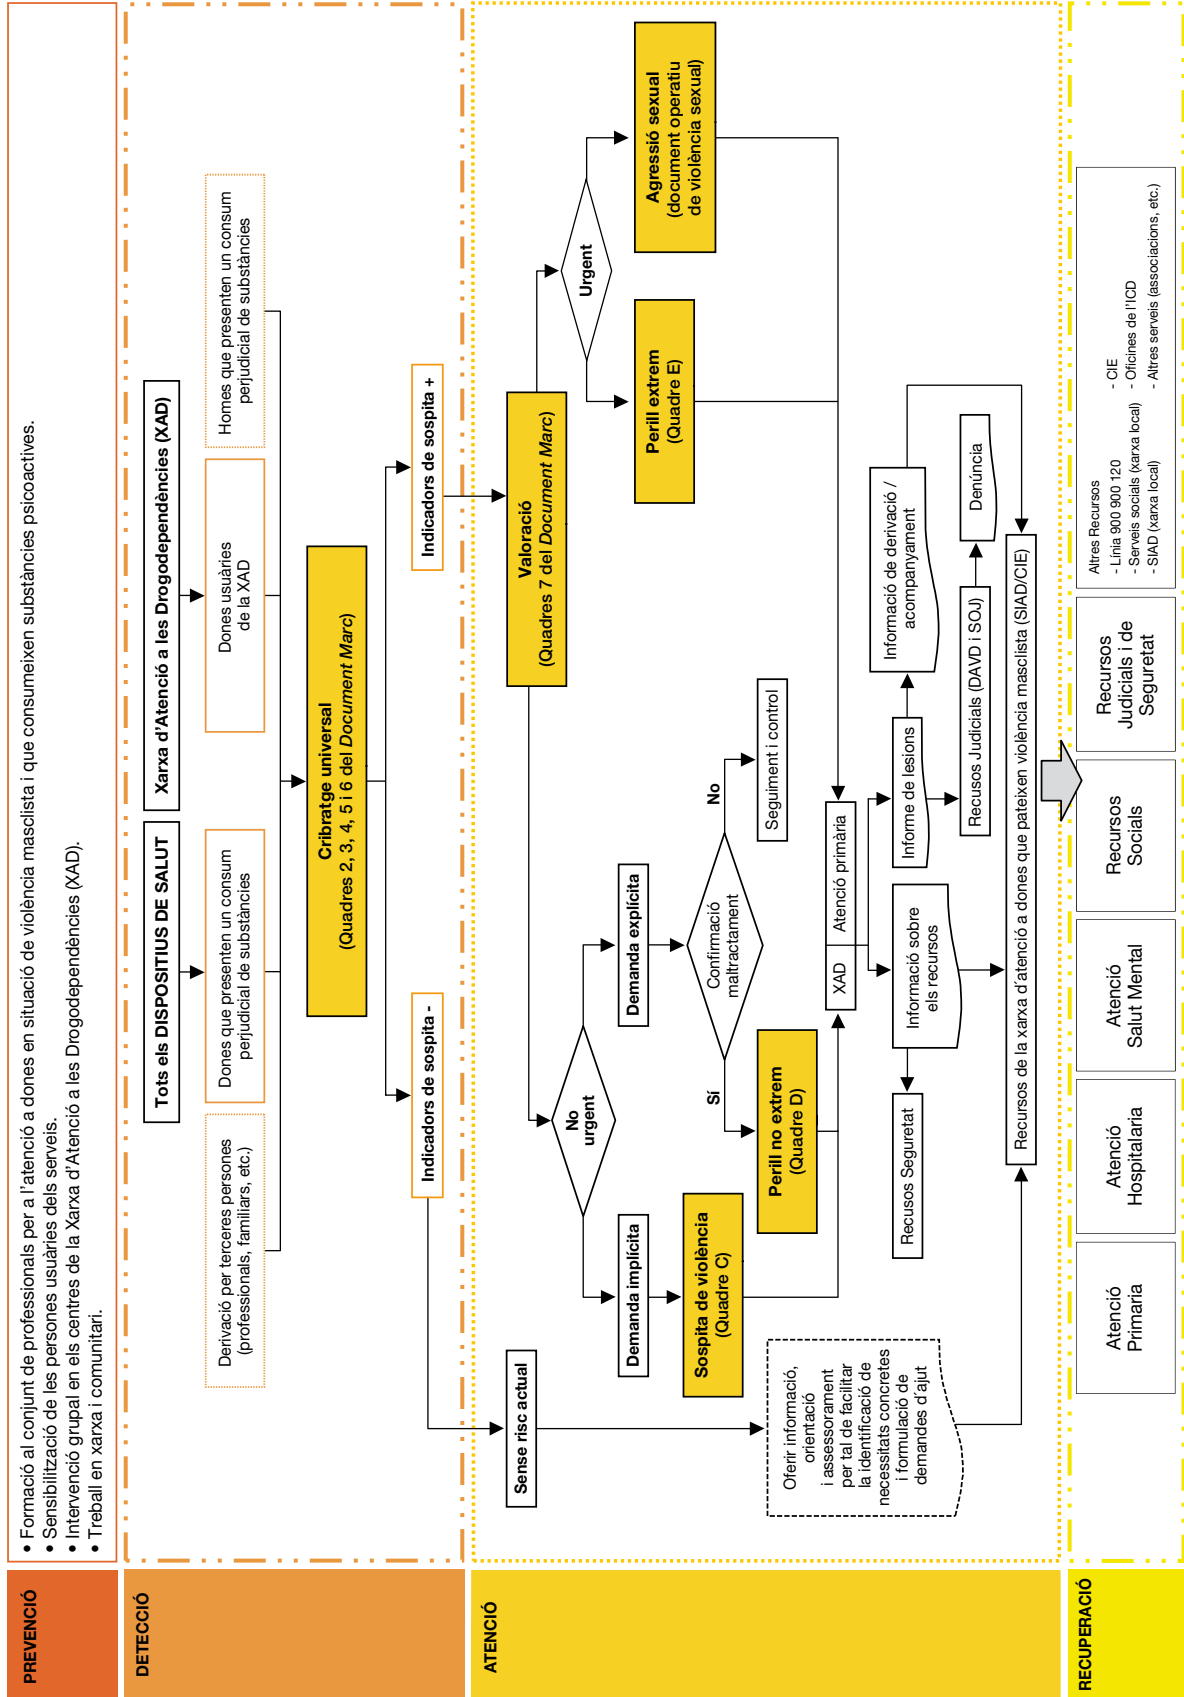 PREVENCIÓ
• Formació al conjunt de professionals per a l'atenció a dones en situació de violència masclista i que consumeixen substàncies psicoactives.
• Sensibilització de les persones usuàries dels serveis.
• Intervenció grupal en els centres de la Xarxa d'Atenció a les Drogodependències (XAD).
• Treball en xarxa i comunitari.
DETECCIÓ
Tots els DISPOSITIUS DE SALUT
Xarxa d'Atenció a les Drogodependències (XAD)
Derivació per terceres persones
(professionals, familiars, etc.)
Dones que presenten un consum
perjudicial de substàncies
Dones usuàries
de la XAD
Homes que presenten un consum
perjudicial de substàncies
Cribratge universal
(Quadres 2, 3, 4, 5 i 6 del Document Marc)
Indicadors de sospita -
Indicadors de sospita +
ATENCIÓ
Sense risc actual
Valoració
(Quadres 7 del Document Marc)
No
urgent
Urgent
Demanda implícita
Demanda explícita
Perill extrem
(Quadre E)
Agressió sexual
(document operatiu
de violència sexual)
Sospita de violència
(Quadre C)
Confirmació
maltractament
Sí
No
Perill no extrem
(Quadre D)
Seguiment i control
Oferir informació,
orientació
i assessorament
per tal de facilitar
la identificació de
necessitats concretes
i formulació de
demandes d´ajut
XAD
Atenció primària
Recusos Seguretat
Informació sobre
els recursos
Informe de lesions
Informació de derivació /
acompanyament
Recusos Judicials (DAVD i SOJ)
Denúncia
Recursos de la xarxa d´atenció a dones que pateixen violència masclista (SIAD/CIE)
RECUPERACIÓ
Atenció
Primaria
Atenció
Hospitalaria
Atenció
Salut Mental
Recursos
Socials
Recursos
Judicials i de
Seguretat
Altres Recursos
- Línia 900 900 120
- Serveis socials (xarxa local)
- SIAD (xarxa local)
- CIE
- Oficines de l'ICD
- Altres serveis (associacions, etc.)